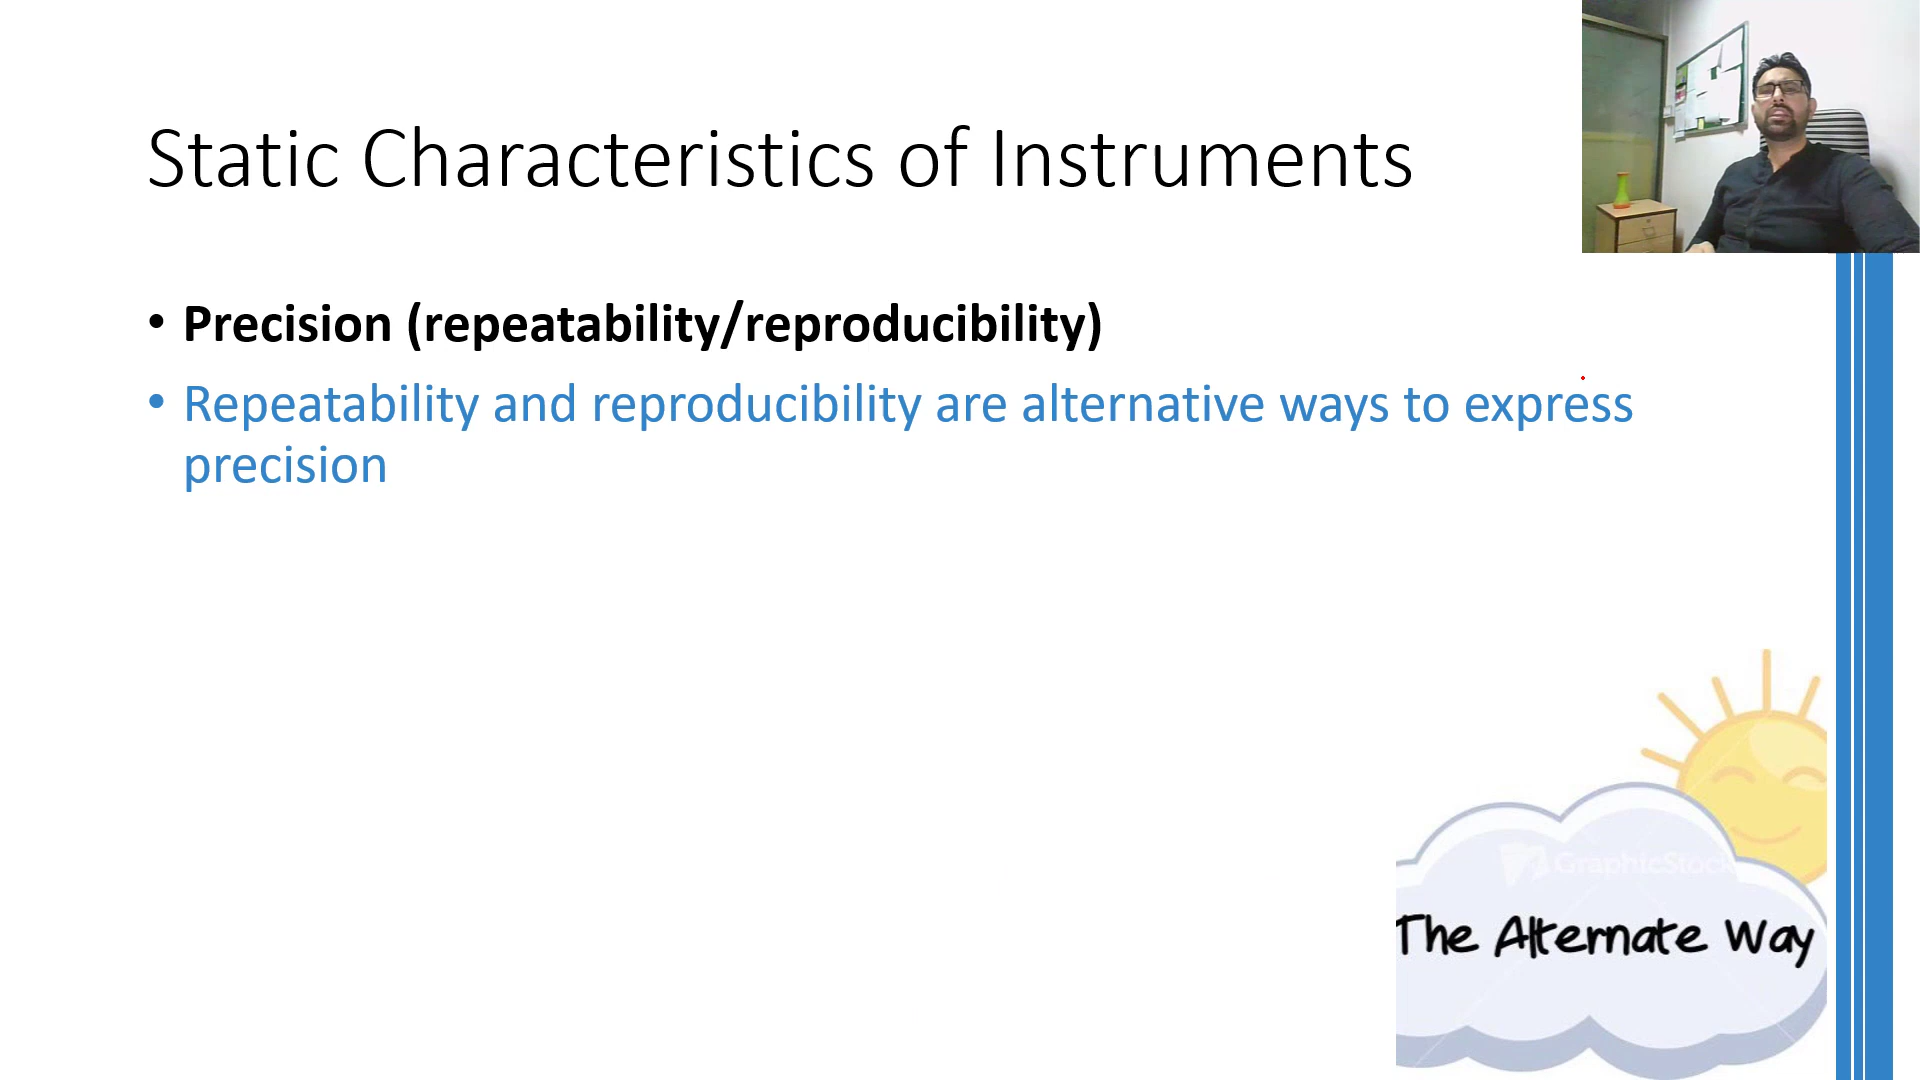 Static Characteristics of Instruments
• Precision (repeatability/reproducibility)
• Repeatability and reproducibility are alternative ways to express
precision
GraphicStock
The Alternate Way